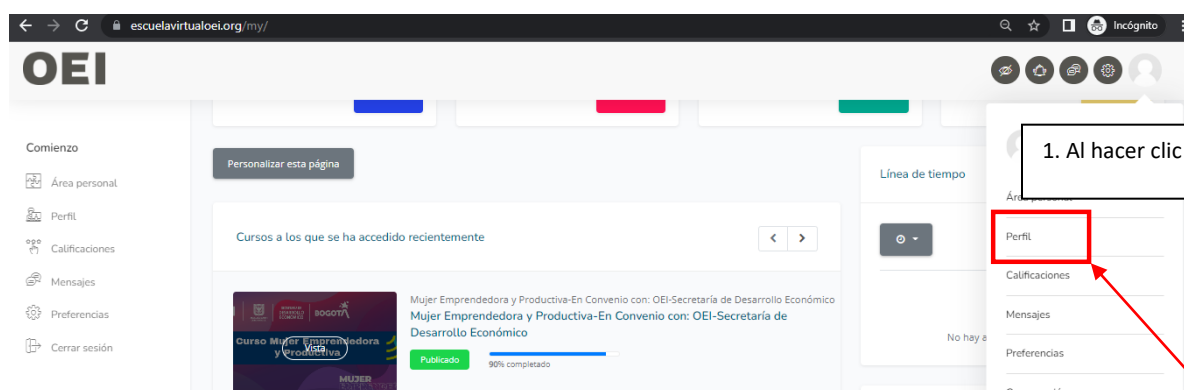 escuelavirtualoei.org/my/
Incógnito
OEI
1. Al hacer clic
Comienzo
Área personal
Perfil
Calificaciones
Mensajes
Preferencias
Cerrar sesión
Personalizar esta página
Cursos a los que se ha accedido recientemente
Mujer Emprendedora y Productiva-En Convenio con: OEI-Secretaría de Desarrollo Económico
Mujer Emprendedora y Productiva-En Convenio con: OEI-Secretaría de
Desarrollo Económico
Publicado
90% completado
BOGOTÁ
Curso Mujer Emprendedora
y Productiva
Vista
MUJER
Línea de tiempo
No hay a
Perfil
Calificaciones
Mensajes
Preferencias